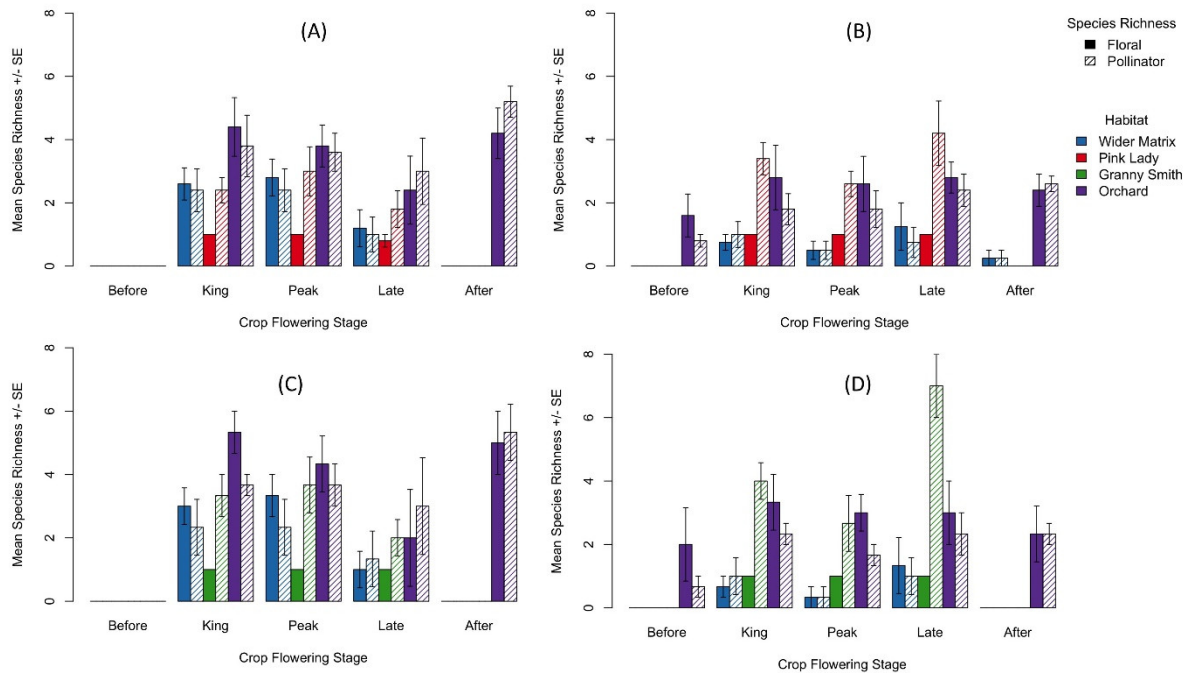 (A)
Mean Species Richness +/- SE
8
6
4
2
0
Before King Peak Late After
Crop Flowering Stage
(B)
Mean Species Richness +/- SE
8
6
4
2
0
Before King Peak Late After
Crop Flowering Stage
Species Richness
Floral
Pollinator
Habitat
Wider Matrix
Pink Lady
Granny Smith
Orchard
(C)
Mean Species Richness +/- SE
8
6
4
2
0
Before King Peak Late After
Crop Flowering Stage
(D)
Mean Species Richness +/- SE
8
6
4
2
0
Before King Peak Late After
Crop Flowering Stage